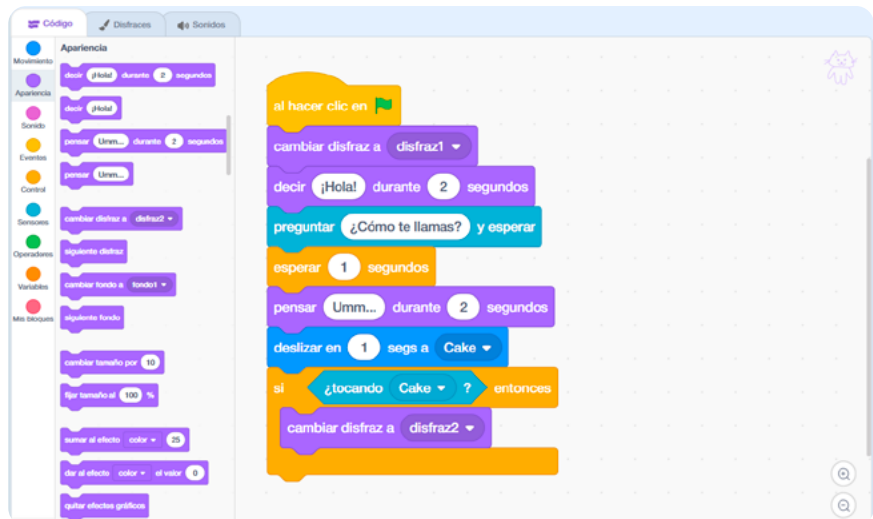 Código Disfraces Sonidos
Movimiento
Apariencia
Sonido
Eventos
Control
Sensores
Operadores
Variables
Mis bloques
Apariencia
decir ¡Hola! durante 2 segundos
decir ¡Hola!
pensar Umm... durante 2 segundos
pensar Umm...
cambiar disfraz a disfraz2
siguiente disfraz
cambiar fondo a fondo1
siguiente fondo
cambiar tamaño por 10
fijar tamaño al 100 %
sumar al efecto color 25
dar al efecto color el valor 0
quitar efectos gráficos
al hacer clic en
cambiar disfraz a disfraz1
decir ¡Hola! durante 2 segundos
preguntar ¿Cómo te llamas? y esperar
esperar 1 segundos
pensar Umm... durante 2 segundos
deslizar en 1 segs a Cake
si ¿tocando Cake ? entonces
cambiar disfraz a disfraz2